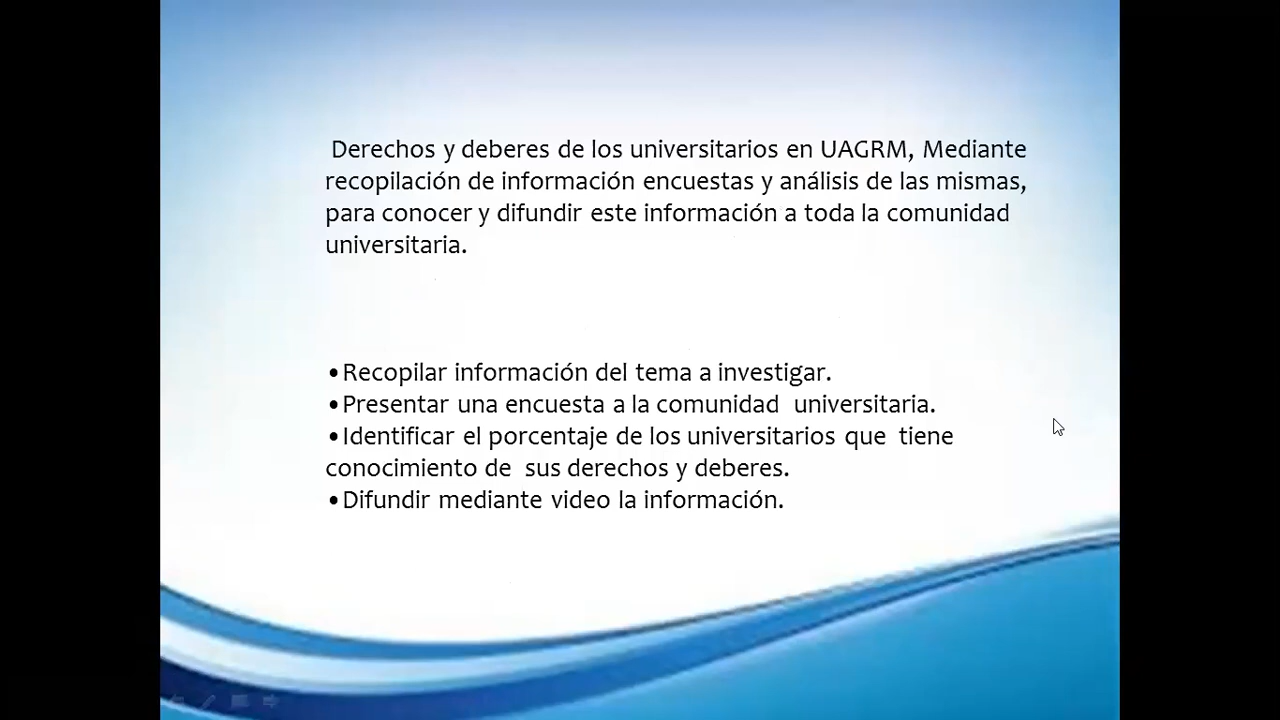 Derechos y deberes de los universitarios en UAGRM, Mediante
recopilación de información encuestas y análisis de las mismas,
para conocer y difundir este información a toda la comunidad
universitaria.
•Recopilar información del tema a investigar.
•Presentar una encuesta a la comunidad  universitaria.
•Identificar el porcentaje de los universitarios que  tiene
conocimiento de  sus derechos y deberes.
•Difundir mediante video la información.